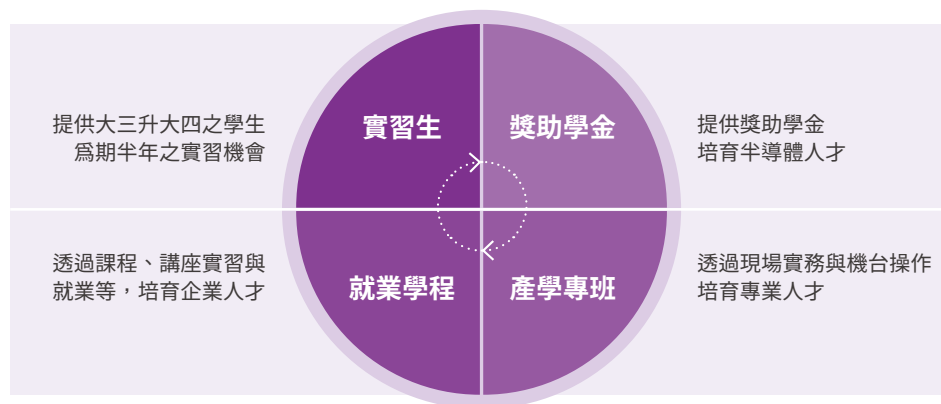 提供大三升大四之學生
爲期半年之實習機會
實習生
獎助學金
提供獎助學金
培育半導體人才
透過課程、講座實習與
就業等，培育企業人才
就業學程
產學專班
透過現場實務與機台操作
培育專業人才